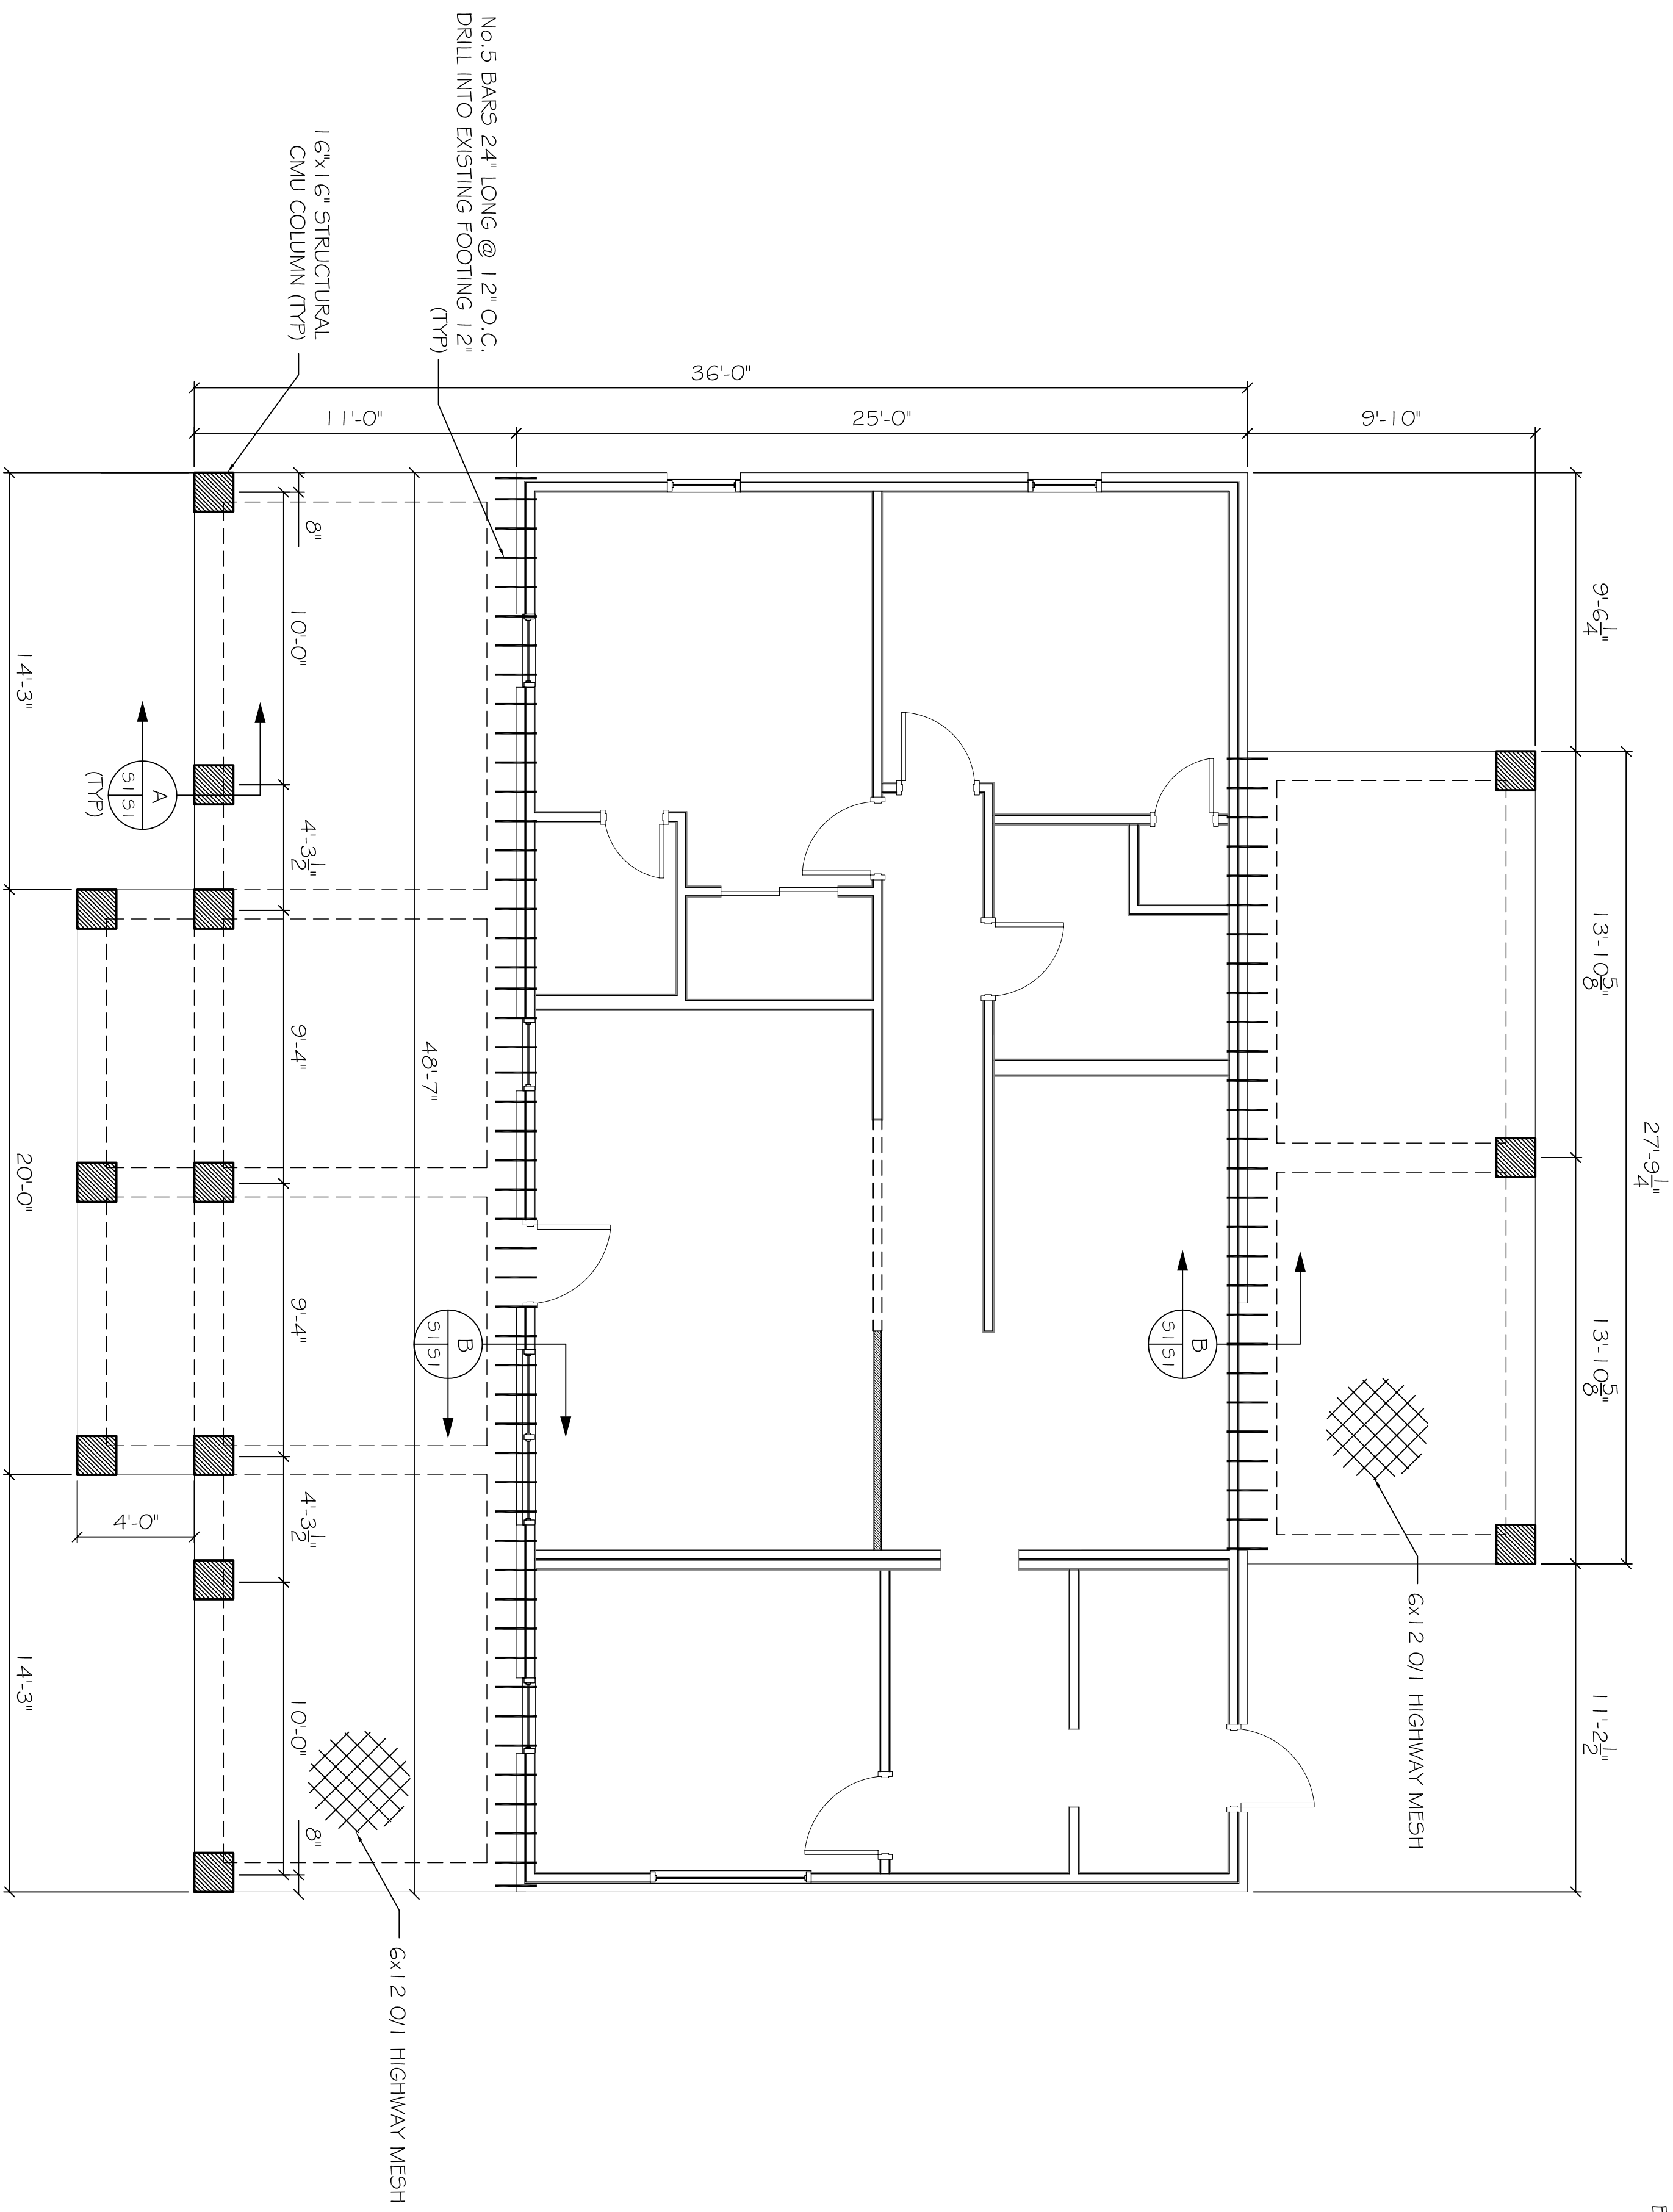 No.5 BARS 24" LONG @ 12" O.C.
DRILL INTO EXISTING FOOTING 12"
(TYP)
16"x16" STRUCTURAL
CMU COLUMN (TYP)
36'-0"
11'-0"
25'-0"
9'-10"
9'-6 1/4"
13'-10 5/8"
27'-9 1/4"
13'-10 5/8"
11'-2 1/2"
6x12 0/1 HIGHWAY MESH
B
S1 S1
B
S1 S1
48'-7"
8"
10'-0"
4'-3 1/2"
9'-4"
9'-4"
4'-3 1/2"
10'-0"
8"
A
S1 S1
(TYP)
4'-0"
14'-3"
20'-0"
14'-3"
6x12 0/1 HIGHWAY MESH